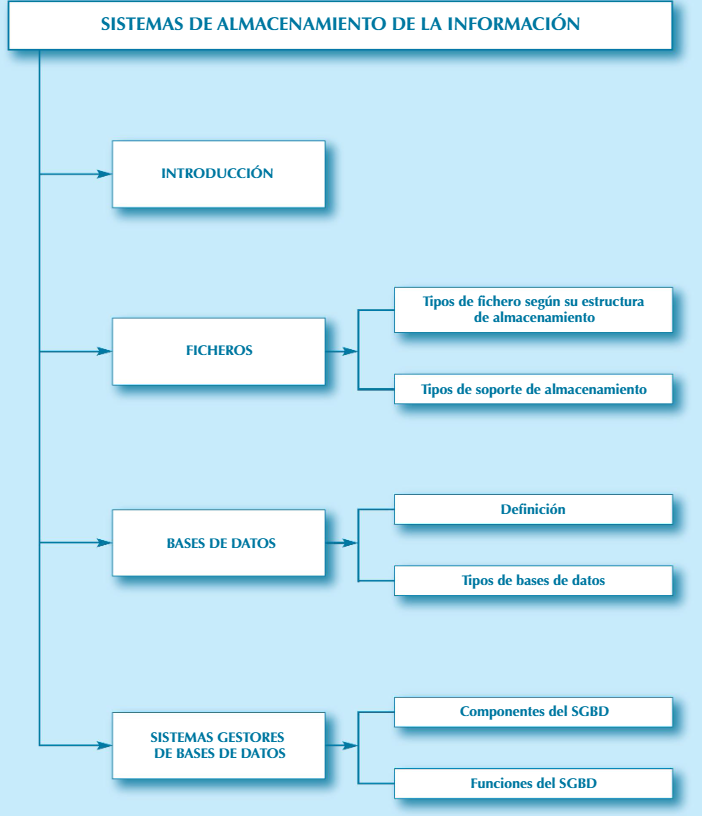 SISTEMAS DE ALMACENAMIENTO DE LA INFORMACIÓN
INTRODUCCIÓN
FICHEROS
Tipos de fichero según su estructura
de almacenamiento
Tipos de soporte de almacenamiento
BASES DE DATOS
Definición
Tipos de bases de datos
SISTEMAS GESTORES
DE BASES DE DATOS
Componentes del SGBD
Funciones del SGBD